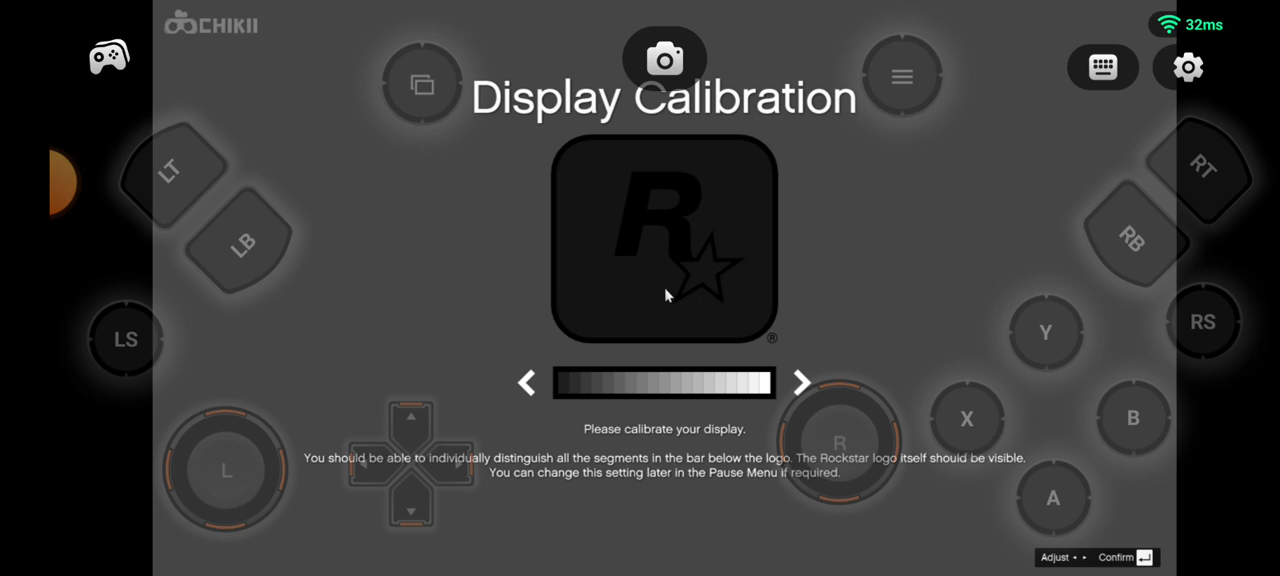 CHIKII
32ms
Display Calibration
LT
RT
LB
RB
R
®
LS
RS
Y
X
B
L
R
A
Please calibrate your display.
You should be able to individually distinguish all the segments in the bar below the logo. The Rockstar logo itself should be visible.
You can change this setting later in the Pause Menu if required.
Adjust Confirm